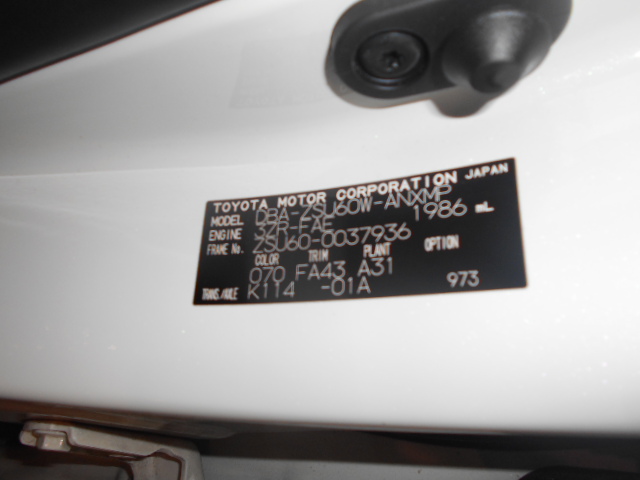 TOYOTA MOTOR CORPORATION JAPAN
MODEL DBA-ZSU60W-ANXMP
ENGINE 3ZR-FAE 1986 mL
FRAME No. ZSU60-0037936
COLOR TRIM PLANT OPTION
070 FA43 A31
TRANS./AXLE K114 -01A 973